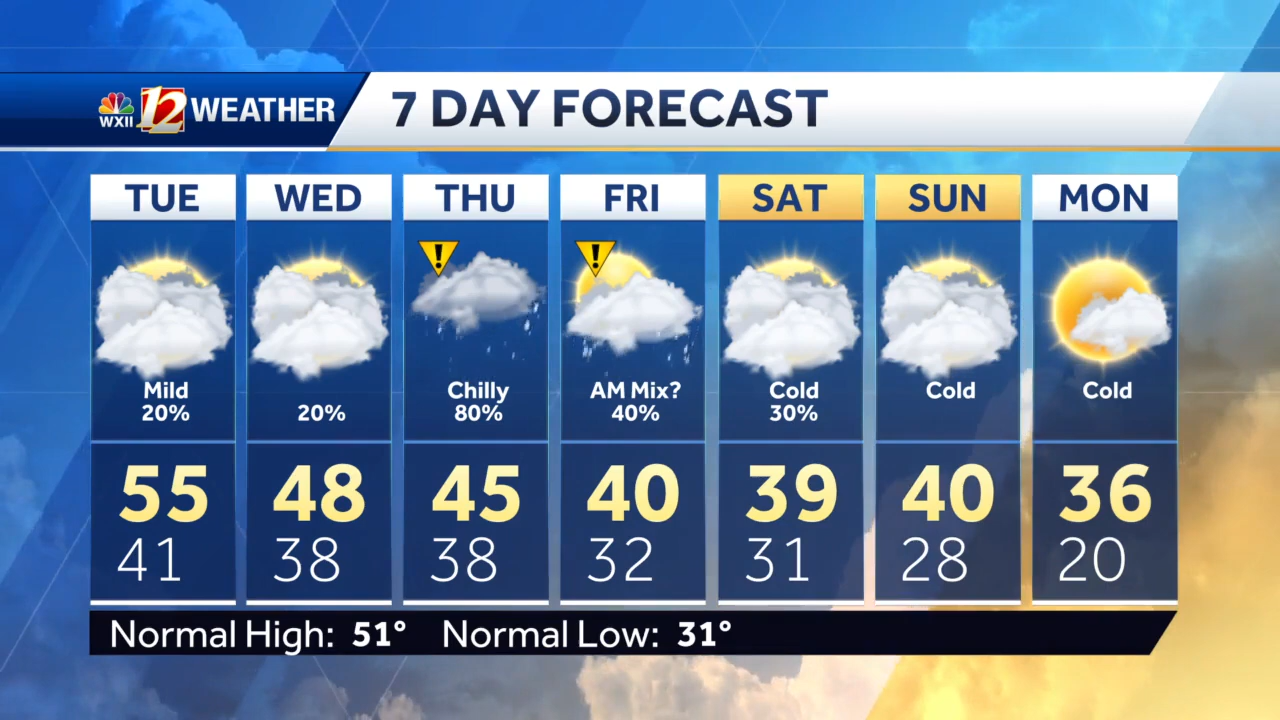 WXII 12 WEATHER
7 DAY FORECAST
TUE
Mild
20%
55
41
WED
20%
48
38
THU
!
Chilly
80%
45
38
FRI
!
AM Mix?
40%
40
32
SAT
Cold
30%
39
31
SUN
Cold
40
28
MON
Cold
36
20
Normal High: 51° Normal Low: 31°